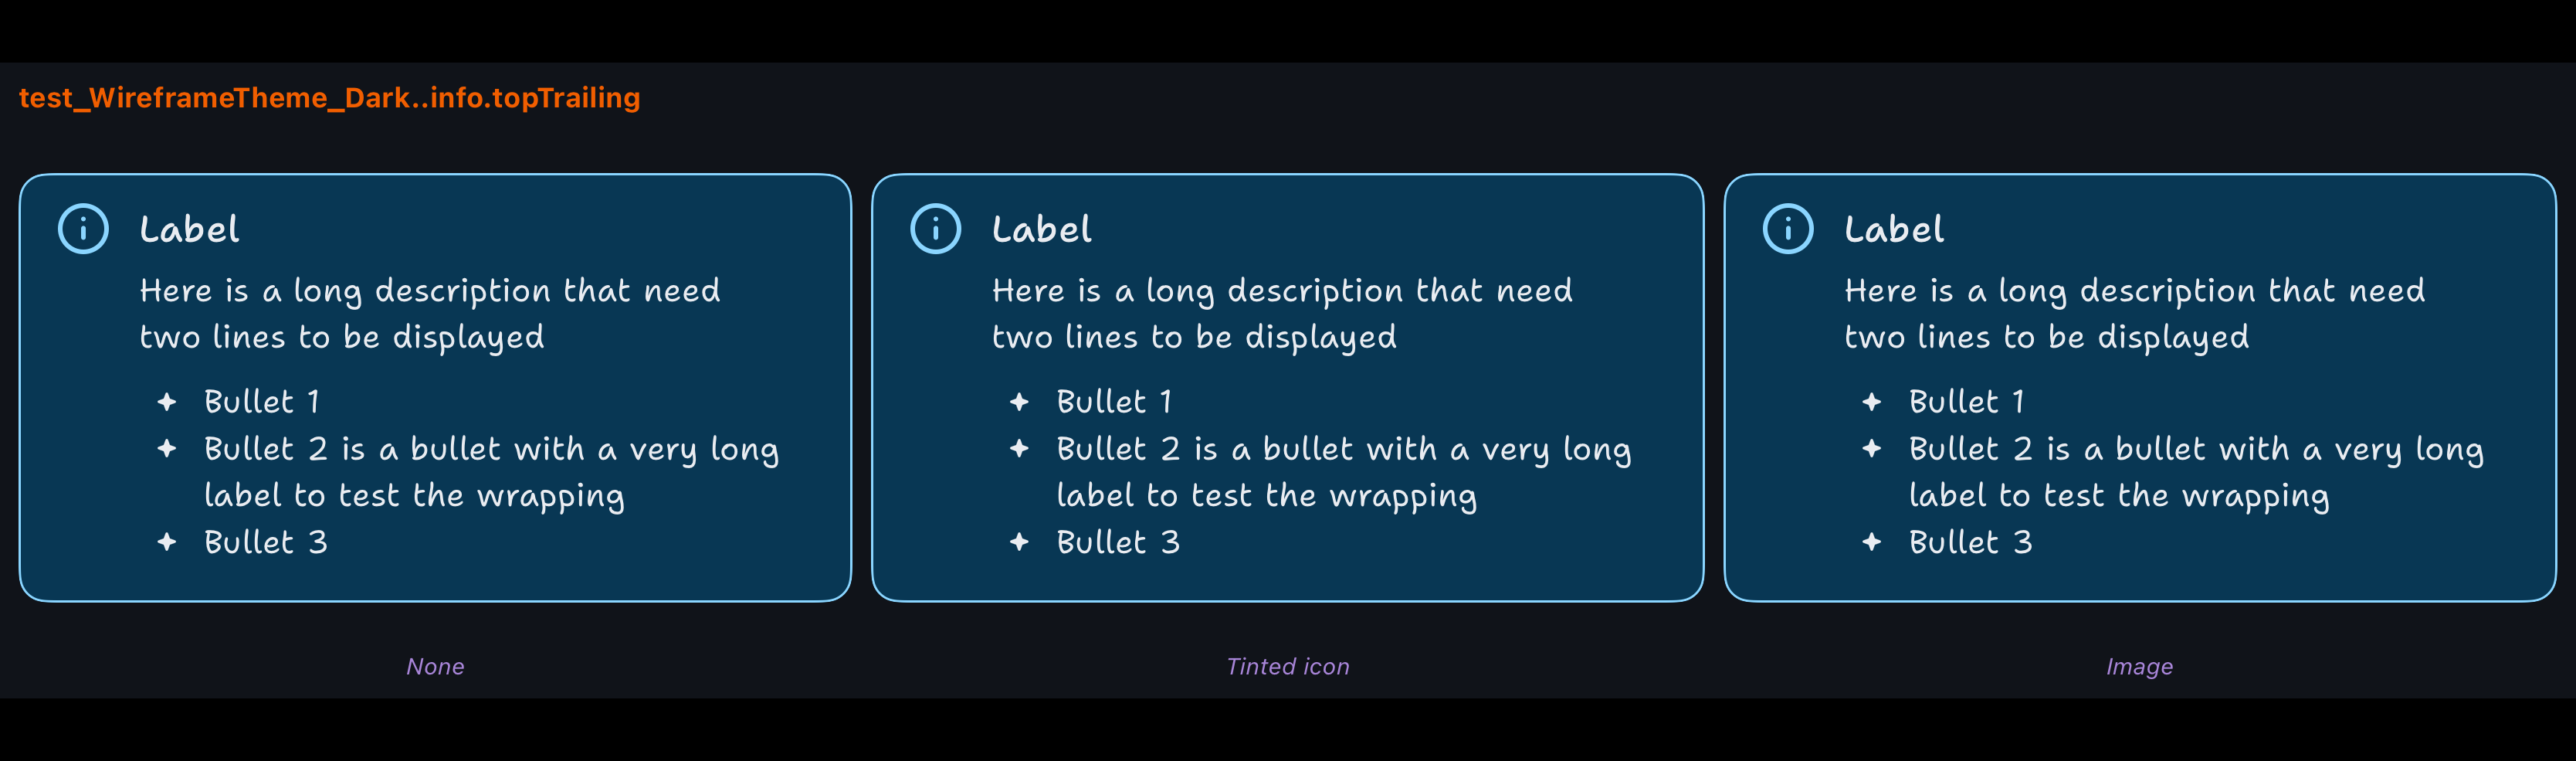 test_WireframeTheme_Dark..info.topTrailing
Label
Here is a long description that need
two lines to be displayed
Bullet 1
Bullet 2 is a bullet with a very long
label to test the wrapping
Bullet 3
None
Label
Here is a long description that need
two lines to be displayed
Bullet 1
Bullet 2 is a bullet with a very long
label to test the wrapping
Bullet 3
Tinted icon
Label
Here is a long description that need
two lines to be displayed
Bullet 1
Bullet 2 is a bullet with a very long
label to test the wrapping
Bullet 3
Image